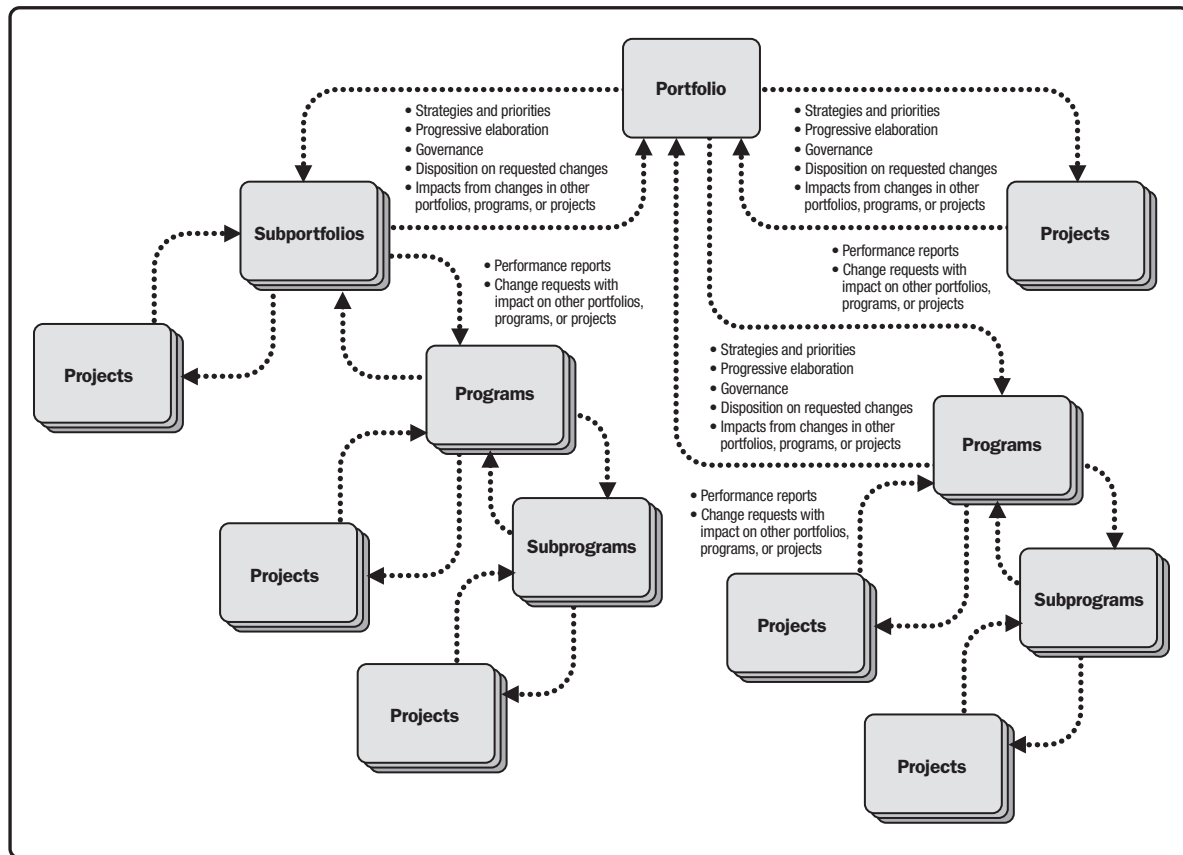 Portfolio
• Strategies and priorities
• Progressive elaboration
• Governance
• Disposition on requested changes
• Impacts from changes in other
portfolios, programs, or projects
• Strategies and priorities
• Progressive elaboration
• Governance
• Disposition on requested changes
• Impacts from changes in other
portfolios, programs, or projects
Subportfolios
Projects
• Performance reports
• Change requests with
impact on other portfolios,
programs, or projects
• Performance reports
• Change requests with
impact on other portfolios,
programs, or projects
Projects
Programs
• Strategies and priorities
• Progressive elaboration
• Governance
• Disposition on requested changes
• Impacts from changes in other
portfolios, programs, or projects
Programs
• Performance reports
• Change requests with
impact on other portfolios,
programs, or projects
Projects
Subprograms
Projects
Subprograms
Projects
Projects